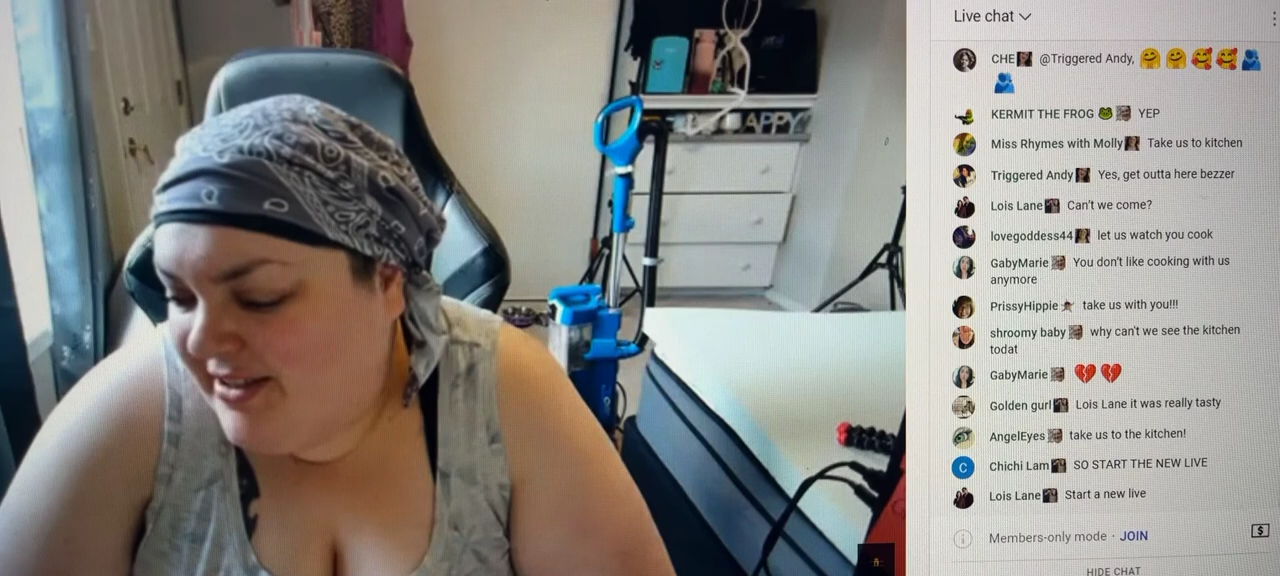 APPY
Live chat
CHE @Triggered Andy, 🤗🤗🥰🥰🫂
🫂
KERMIT THE FROG 🐸 YEP
Miss Rhymes with Molly Take us to kitchen
Triggered Andy Yes, get outta here bezzer
Lois Lane Can't we come?
lovegoddess44 let us watch you cook
GabyMarie You don't like cooking with us
anymore
PrissyHippie take us with you!!!
shroomy baby why can't we see the kitchen
todat
GabyMarie 💔💔
Golden gurl Lois Lane it was really tasty
AngelEyes take us to the kitchen!
C
Chichi Lam SO START THE NEW LIVE
Lois Lane Start a new live
Members-only mode · JOIN
$
HIDE CHAT